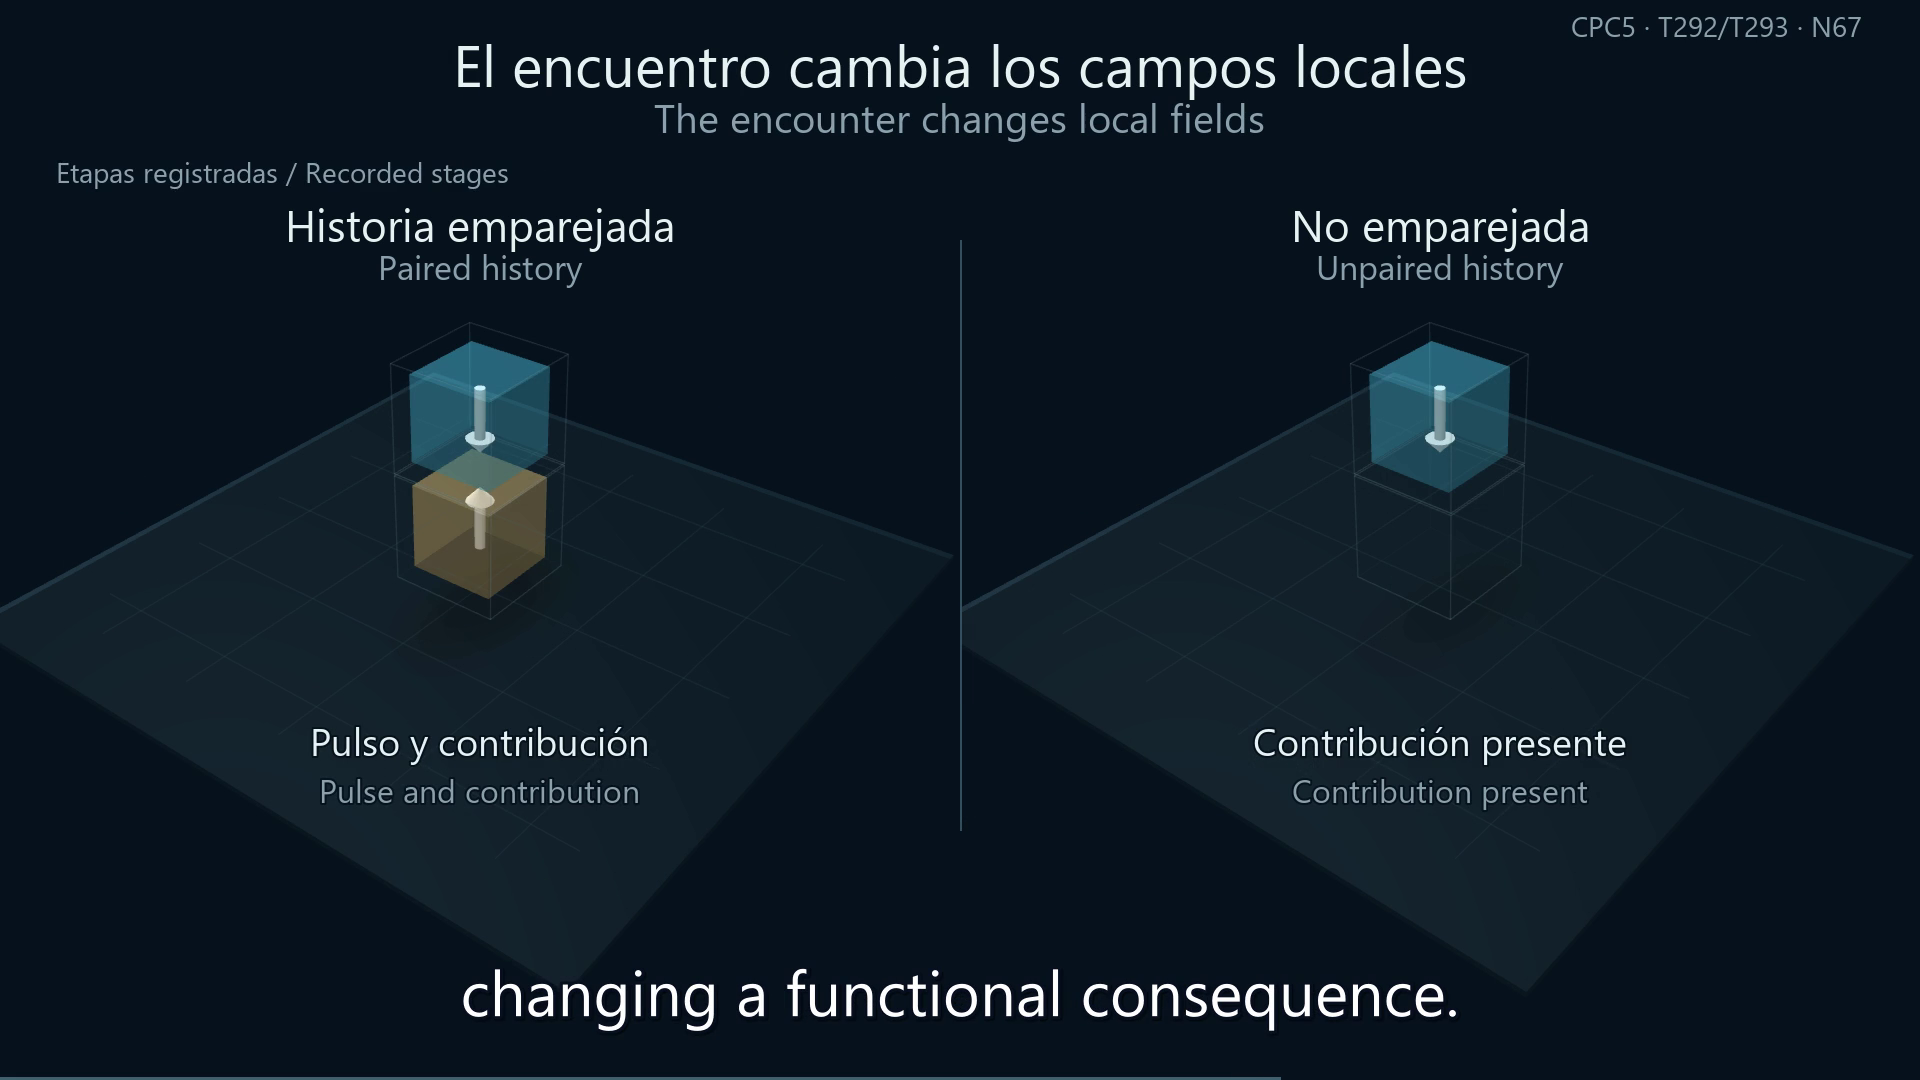 CPC5 · T292/T293 · N67
El encuentro cambia los campos locales
The encounter changes local fields
Etapas registradas / Recorded stages
Historia emparejada
Paired history
No emparejada
Unpaired history
Pulso y contribución
Pulse and contribution
Contribución presente
Contribution present
changing a functional consequence.